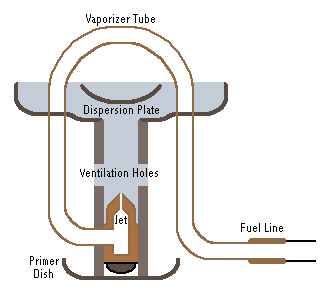 Vaporizer Tube
Dispersion Plate
Ventilation Holes
Jet
Fuel Line
Primer
Dish